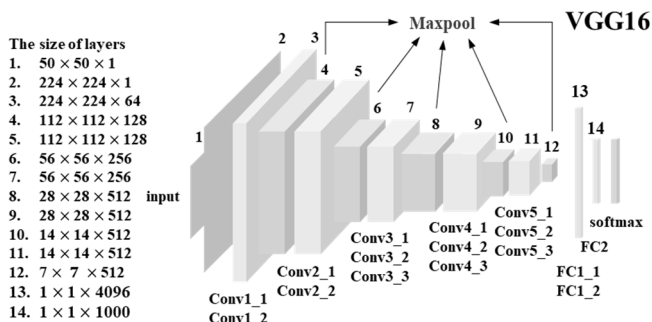 VGG16
Maxpool
The size of layers
1. 50 × 50 × 1
2. 224 × 224 × 1
3. 224 × 224 × 64
4. 112 × 112 × 128
5. 112 × 112 × 128
6. 56 × 56 × 256
7. 56 × 56 × 256
8. 28 × 28 × 512
9. 28 × 28 × 512
10. 14 × 14 × 512
11. 14 × 14 × 512
12. 7 × 7 × 512
13. 1 × 1 × 4096
14. 1 × 1 × 1000
input
1
2
3
4
5
6
7
8
9
10
11
12
13
14
Conv1_1
Conv1_2
Conv2_1
Conv2_2
Conv3_1
Conv3_2
Conv3_3
Conv4_1
Conv4_2
Conv4_3
Conv5_1
Conv5_2
Conv5_3
FC1_1
FC1_2
FC2
softmax